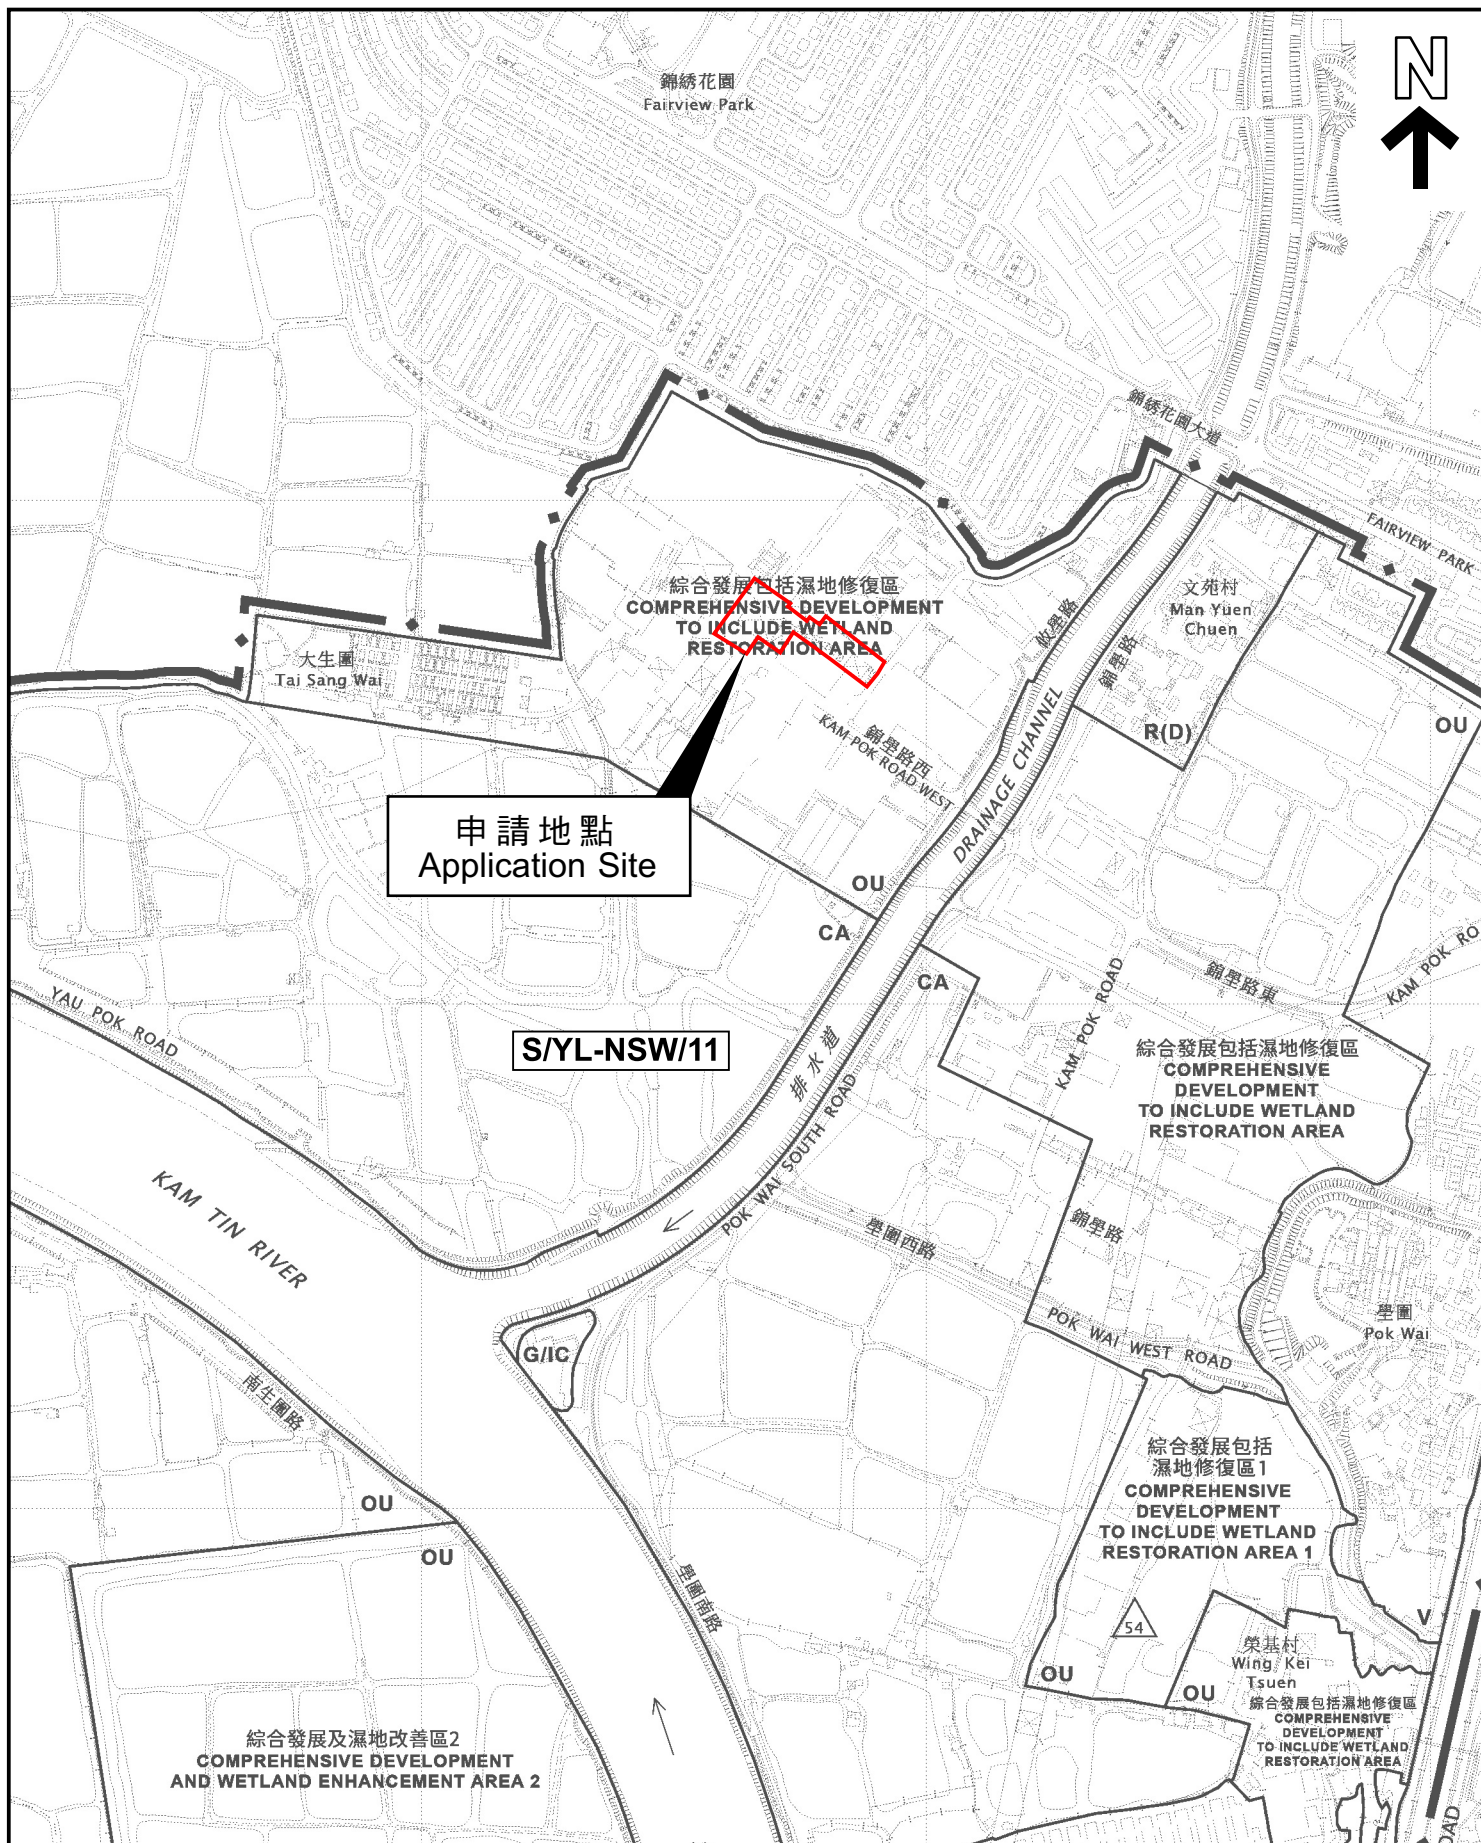 N
錦綉花園
Fairview Park
錦綉花園大道
FAIRVIEW PARK
文苑村
Man Yuen
Chuen
綜合發展包括濕地修復區
COMPREHENSIVE DEVELOPMENT
TO INCLUDE WETLAND
RESTORATION AREA
大生圍
Tai Sang Wai
R(D)
OU
錦壆路西
KAM POK ROAD WEST
錦壆路
DRAINAGE CHANNEL
申請地點
Application Site
OU
CA
CA
錦壆路東
KAM POK RO
KAM POK ROAD
YAU POK ROAD
S/YL-NSW/11
綜合發展包括濕地修復區
COMPREHENSIVE
DEVELOPMENT
TO INCLUDE WETLAND
RESTORATION AREA
排水道
POK WAI SOUTH ROAD
KAM TIN RIVER
壆圍西路
錦壆路
POK WAI WEST ROAD
壆圍
Pok Wai
G/IC
南生圍路
綜合發展包括
濕地修復區1
COMPREHENSIVE
DEVELOPMENT
TO INCLUDE WETLAND
RESTORATION AREA 1
OU
OU
壆圍南路
54
V
榮基村
Wing Kei
Tsuen
OU
OU
綜合發展包括濕地修復區
COMPREHENSIVE
DEVELOPMENT
TO INCLUDE WETLAND
RESTORATION AREA
綜合發展及濕地改善區2
COMPREHENSIVE DEVELOPMENT
AND WETLAND ENHANCEMENT AREA 2
OAD